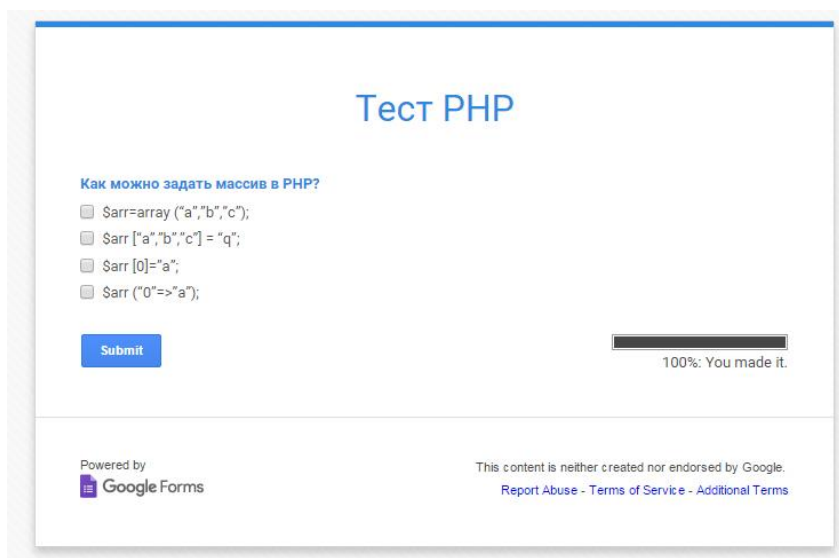 Тест PHP
Как можно задать массив в PHP?
$arr=array (“a”,”b”,”c”);
$arr [“a”,”b”,”c”] = “q”;
$arr [0]=”a”;
$arr (“0”=>”a”);
Submit
100%: You made it.
Powered by
Google Forms
This content is neither created nor endorsed by Google.
Report Abuse - Terms of Service - Additional Terms